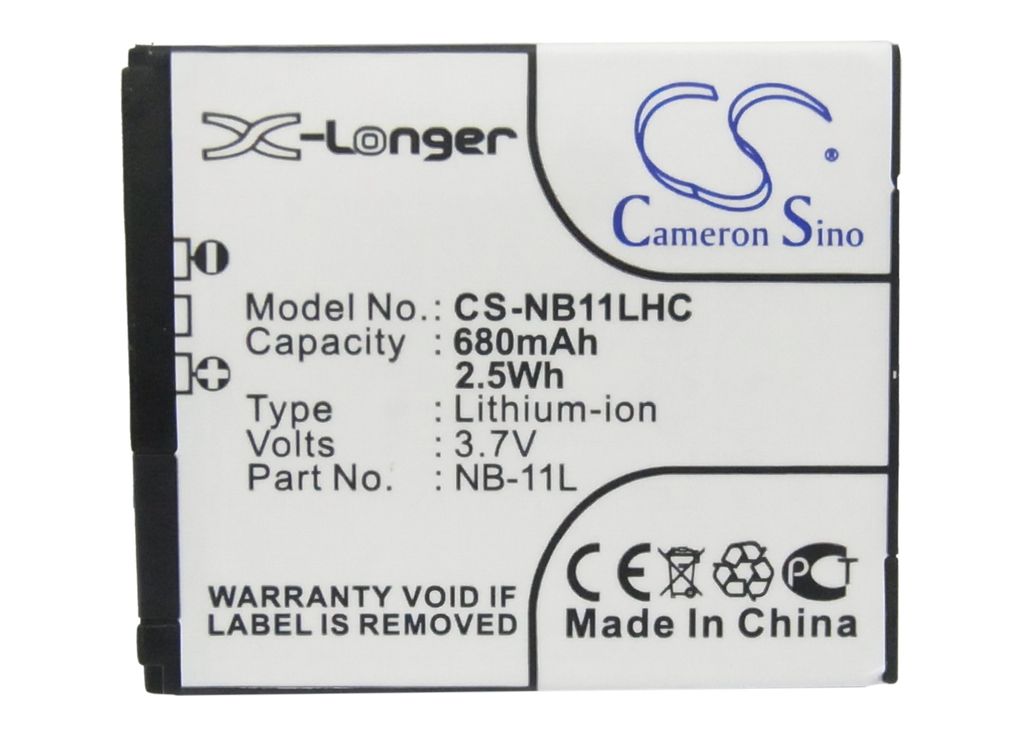 X-Longer
CS
®
Cameron Sino
Model No.: CS-NB11LHC
Capacity : 680mAh
2.5Wh
Type : Lithium-ion
Volts : 3.7V
Part No. : NB-11L
WARRANTY VOID IF
LABEL IS REMOVED
CE PCT
Made In China